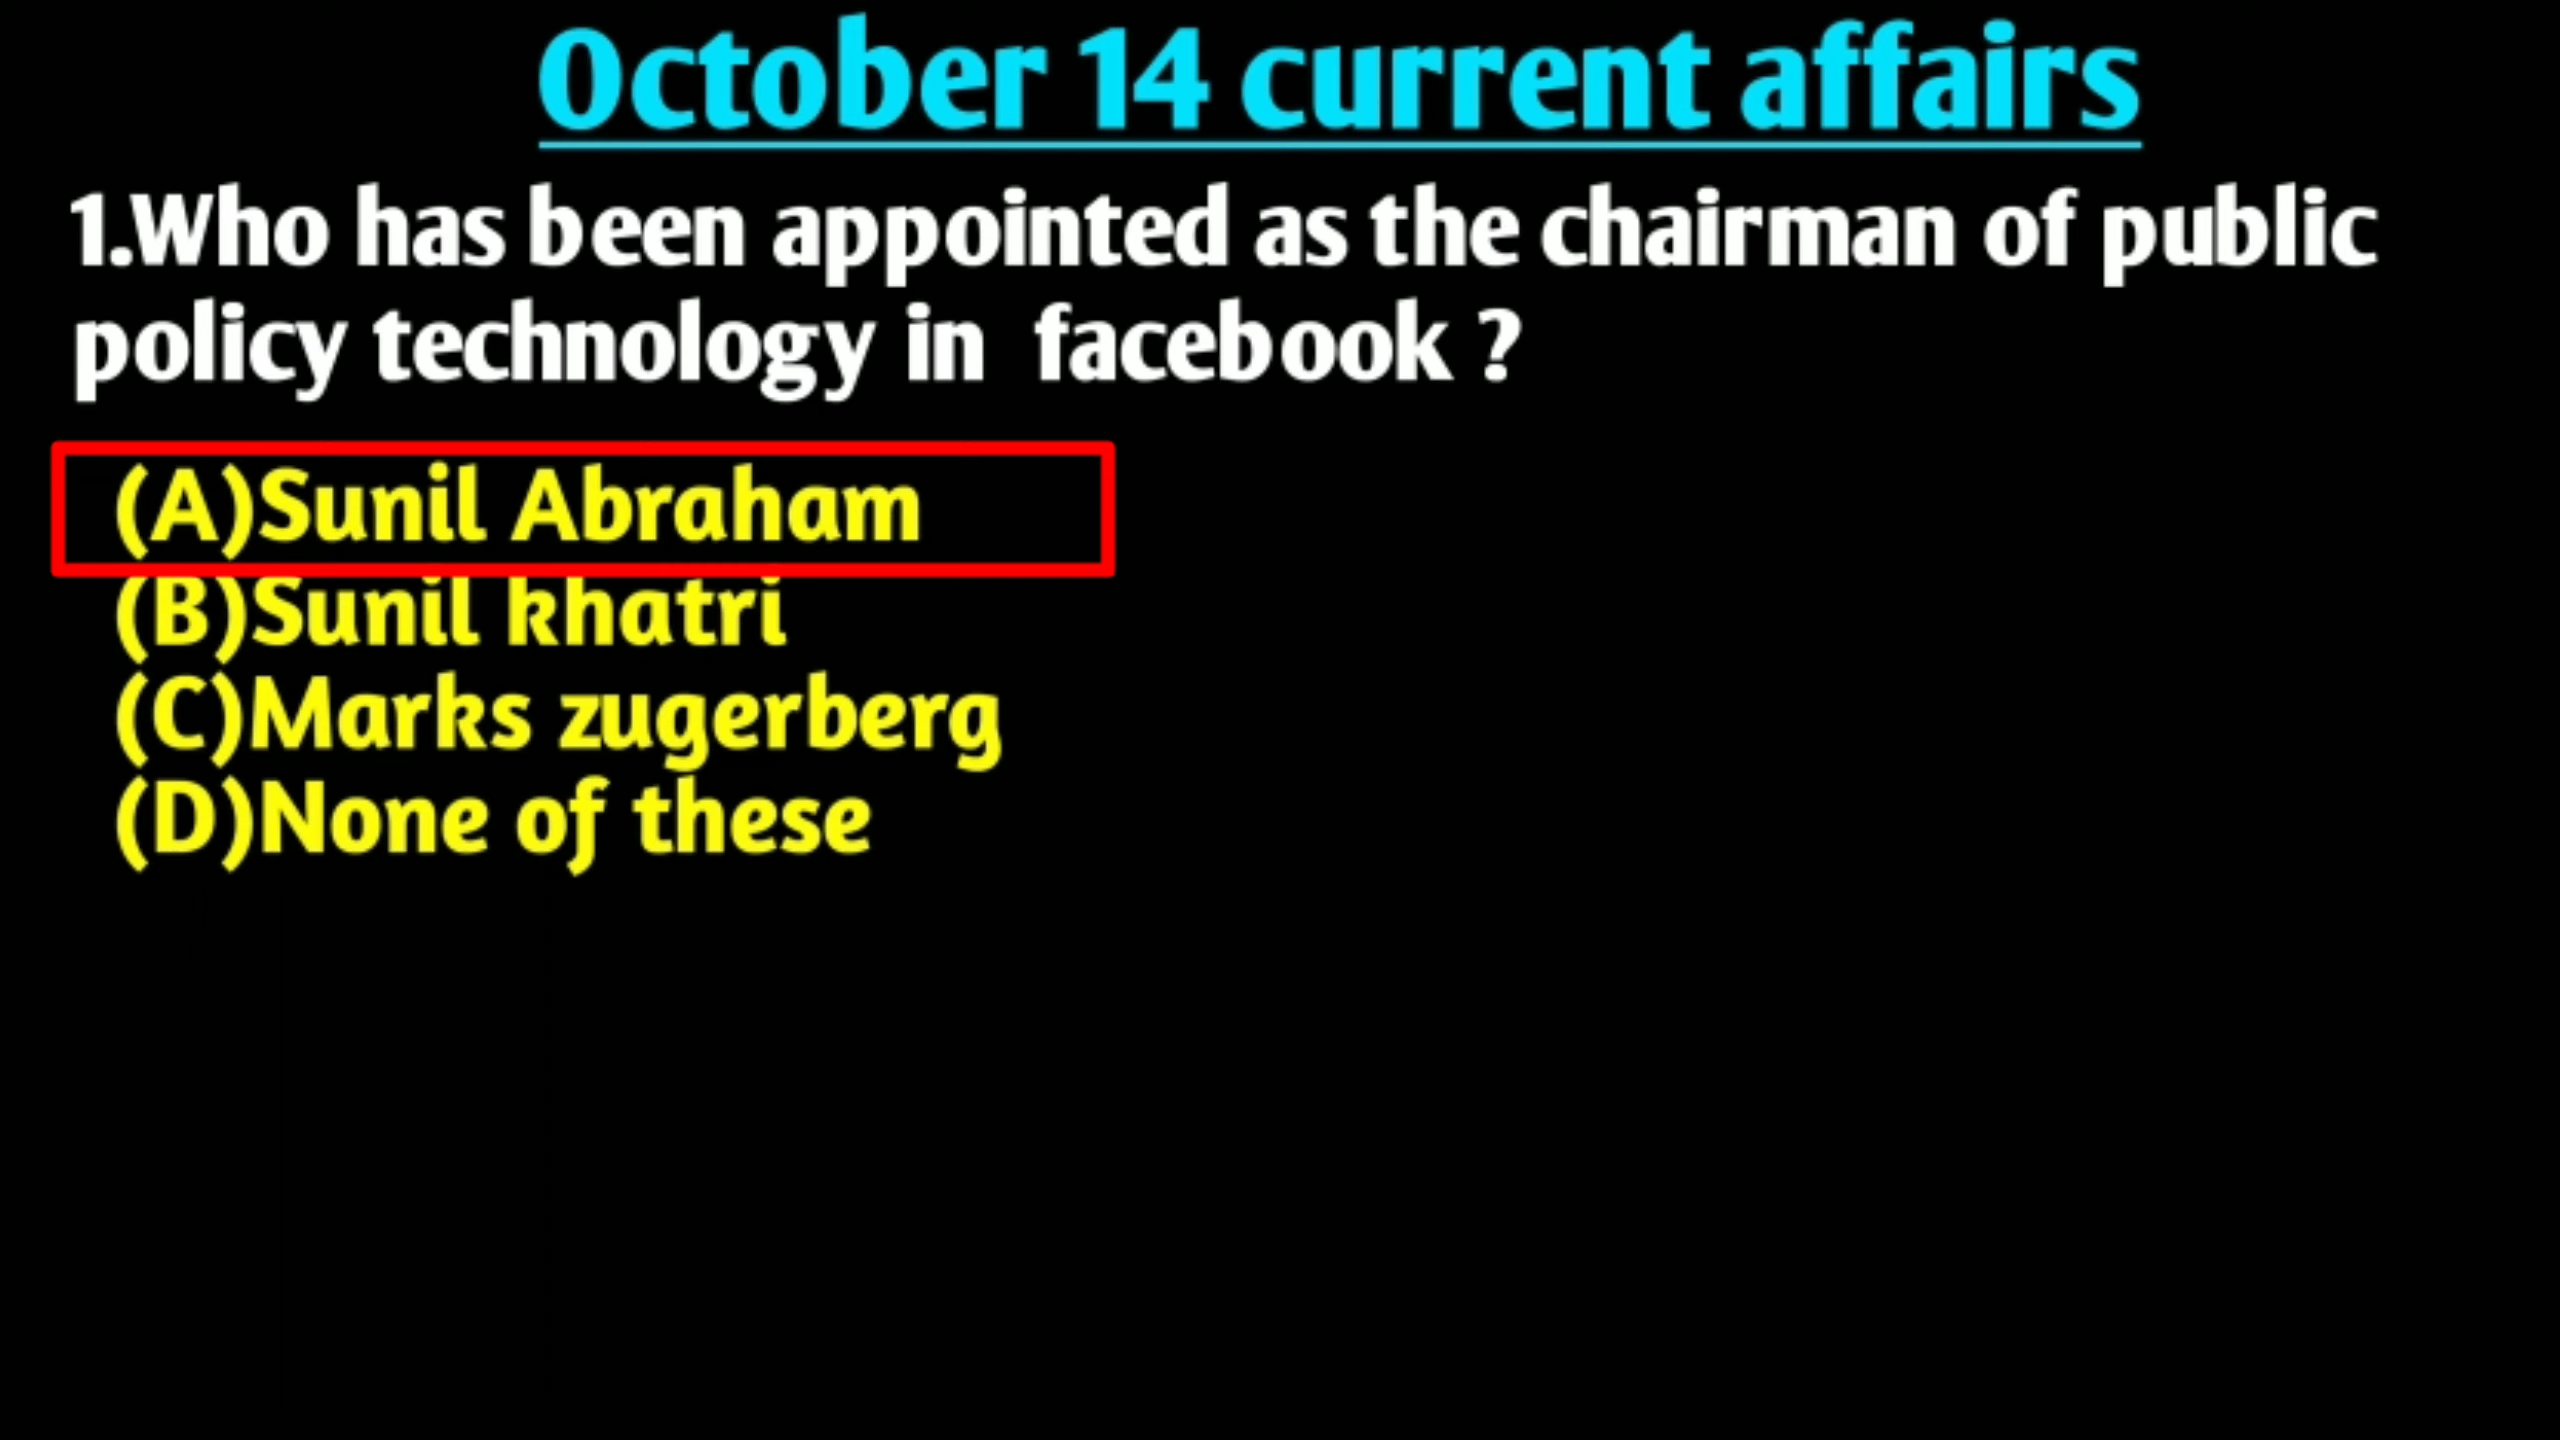 October 14 current affairs
1.Who has been appointed as the chairman of public
policy technology in facebook ?
(A)Sunil Abraham
(B)Sunil khatri
(C)Marks zugerberg
(D)None of these